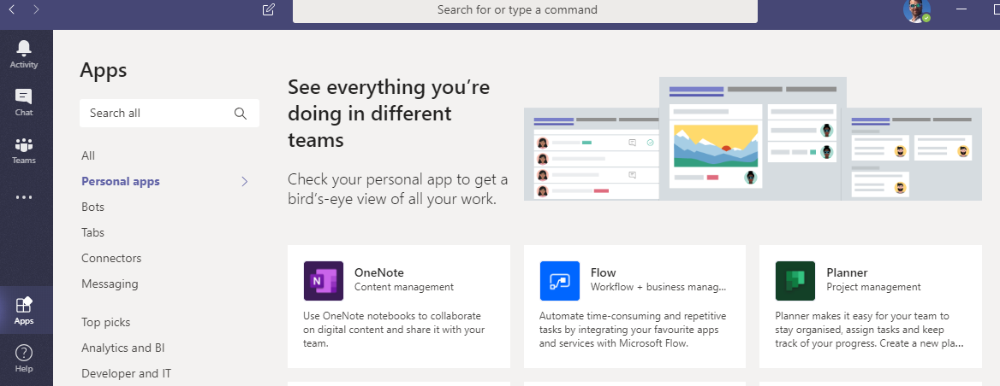 Search for or type a command
Activity
Chat
Teams
Apps
Help
Apps
Search all
All
Personal apps
Bots
Tabs
Connectors
Messaging
Top picks
Analytics and BI
Developer and IT
See everything you're
doing in different
teams
Check your personal app to get a
bird's-eye view of all your work.
N
OneNote
Content management
Use OneNote notebooks to collaborate
on digital content and share it with your
team.
Flow
Workflow + business manag...
Automate time-consuming and repetitive
tasks by integrating your favourite apps
and services with Microsoft Flow.
Planner
Project management
Planner makes it easy for your team to
stay organised, assign tasks and keep
track of your progress. Create a new pla...